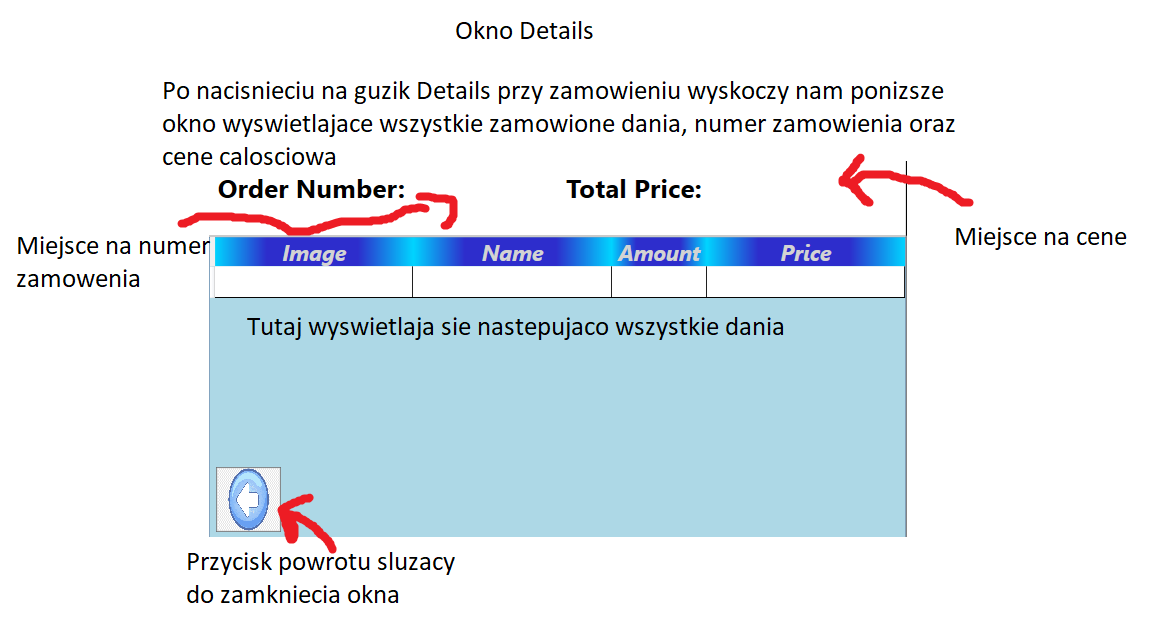 Okno Details
Po nacisnieciu na guzik Details przy zamowieniu wyskoczy nam ponizsze
okno wyswietlajace wszystkie zamowione dania, numer zamowienia oraz
cene calosciowa
Order Number: Total Price:
Miejsce na numer
zamowenia
Miejsce na cene
Image Name Amount Price
Tutaj wyswietlaja sie nastepujaco wszystkie dania
Przycisk powrotu sluzacy
do zamkniecia okna